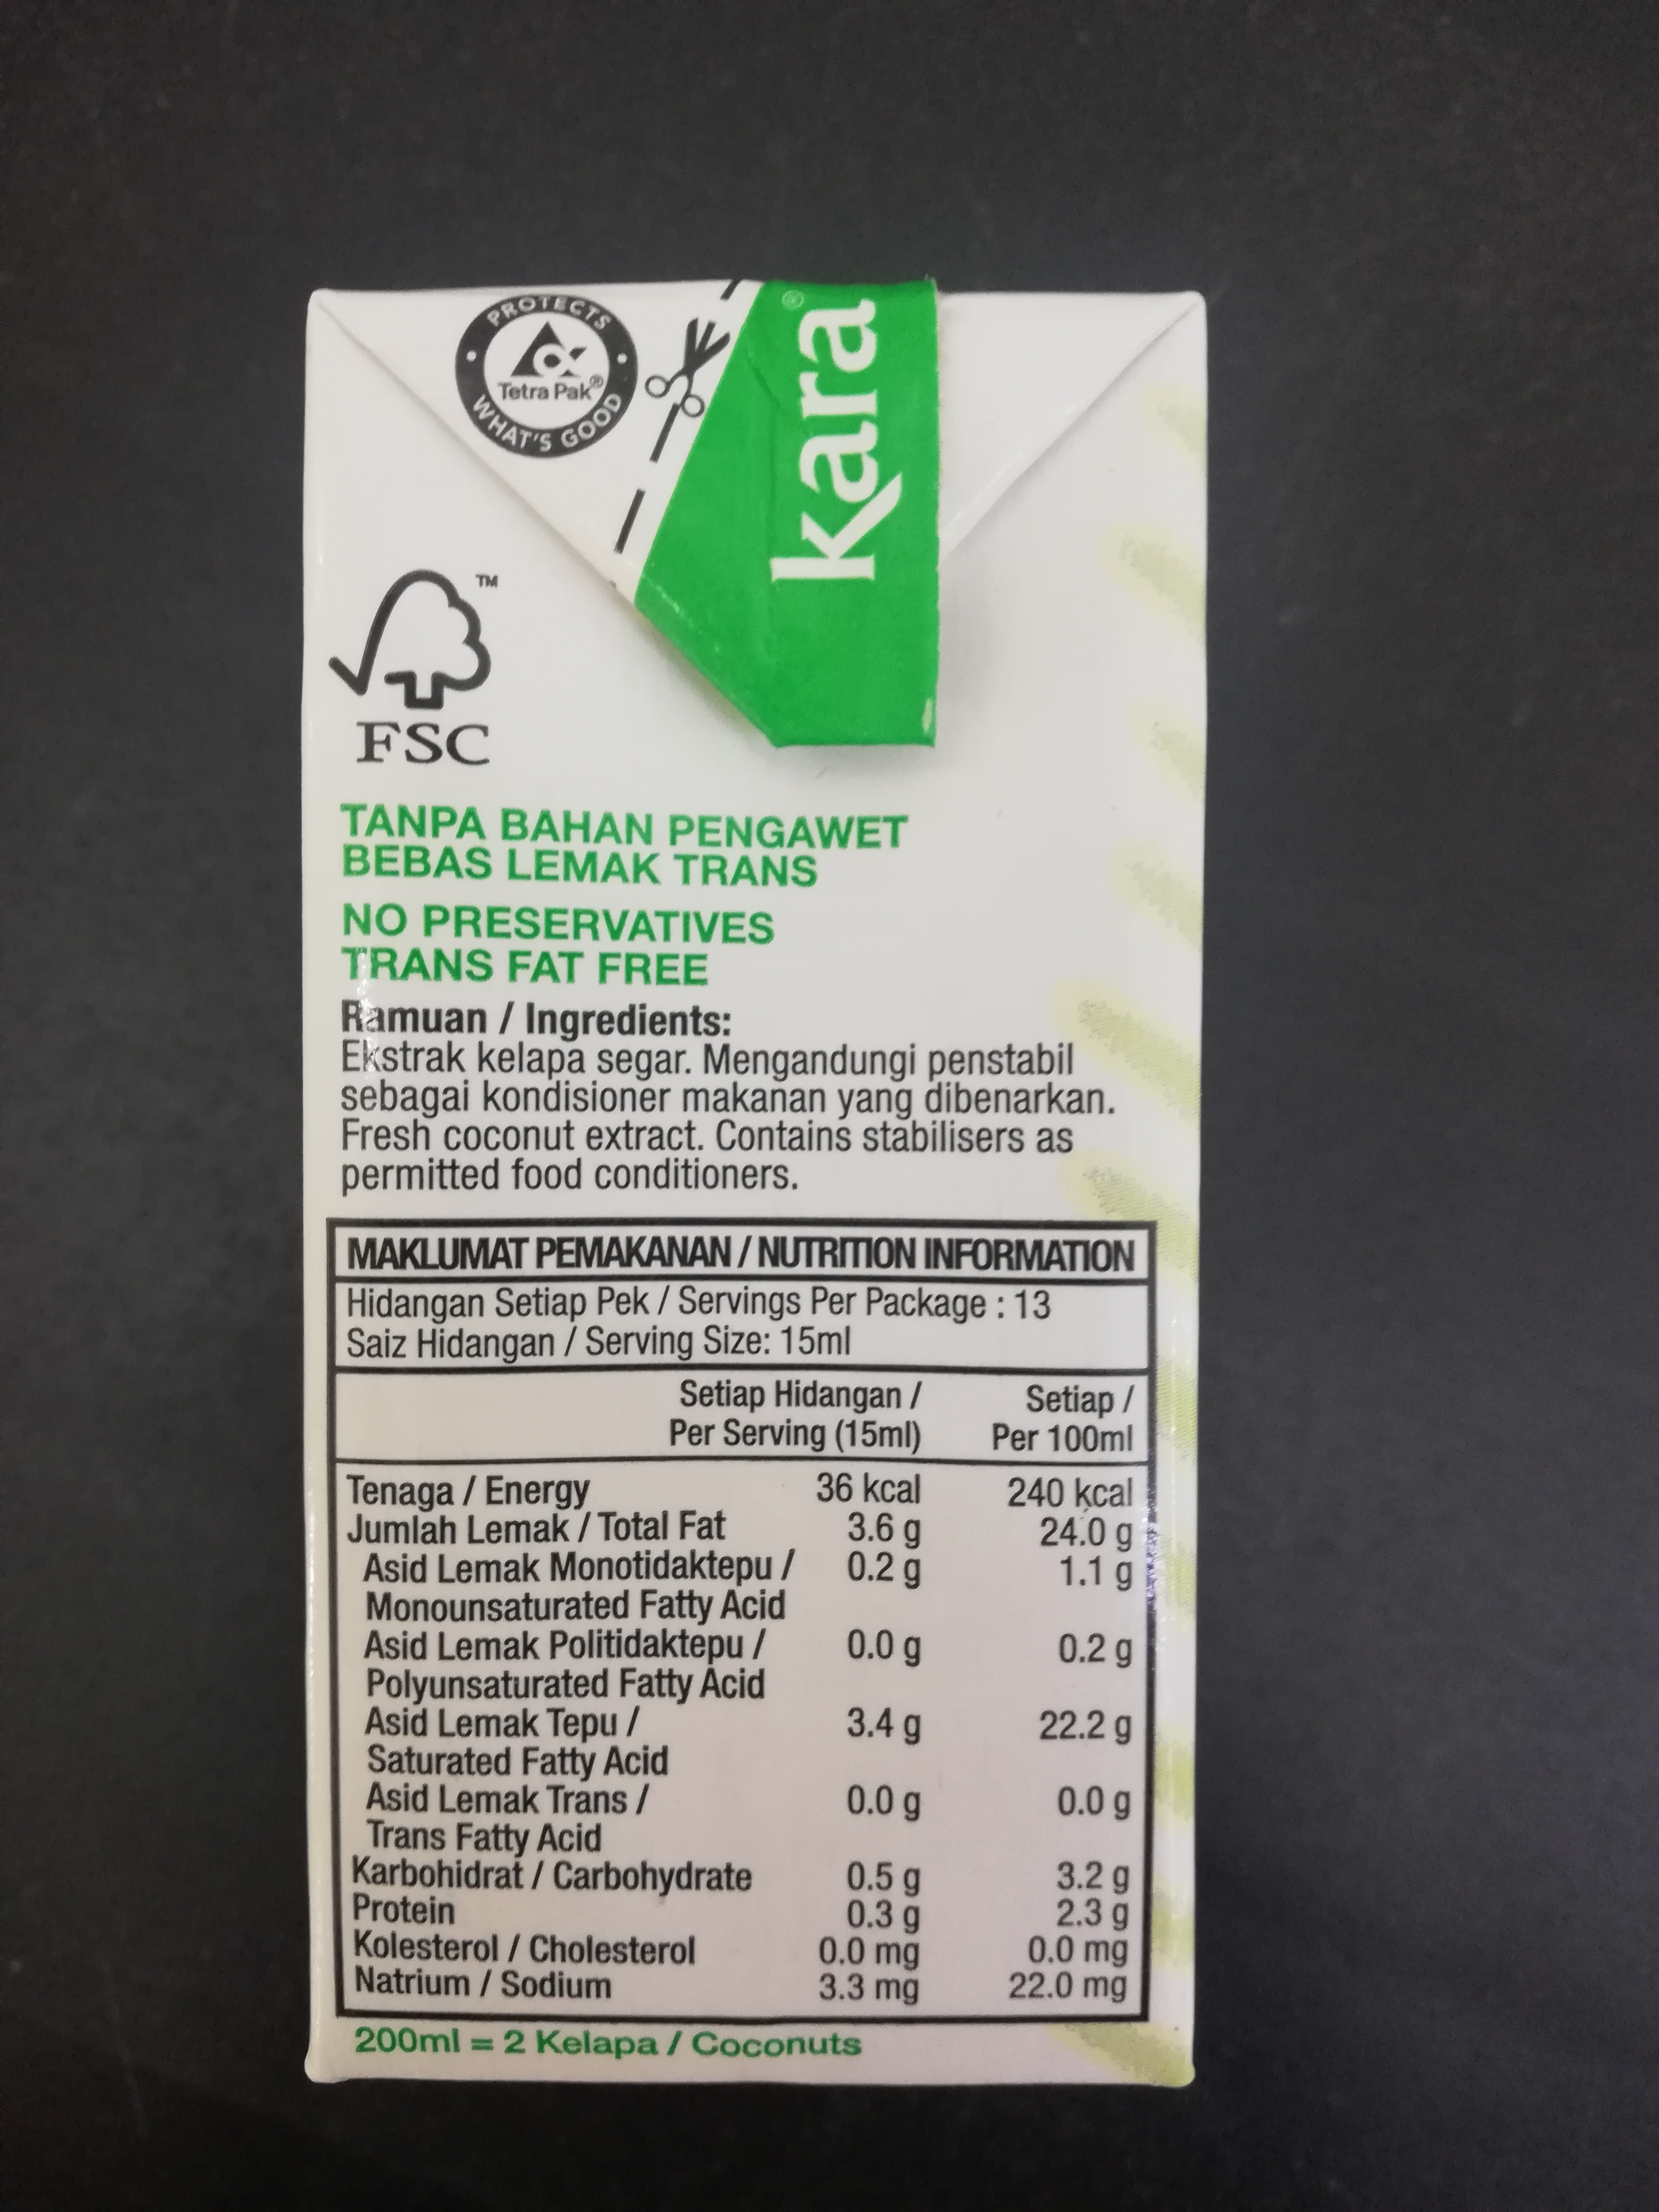 PROTECTS
Tetra Pak®
WHAT'S GOOD
kara®
TM
FSC
TANPA BAHAN PENGAWET
BEBAS LEMAK TRANS
NO PRESERVATIVES
TRANS FAT FREE
Ramuan / Ingredients:
Ekstrak kelapa segar. Mengandungi penstabil
sebagai kondisioner makanan yang dibenarkan.
Fresh coconut extract. Contains stabilisers as
permitted food conditioners.
MAKLUMAT PEMAKANAN / NUTRITION INFORMATION
Hidangan Setiap Pek / Servings Per Package : 13
Saiz Hidangan / Serving Size: 15ml
Setiap Hidangan / Setiap /
Per Serving (15ml) Per 100ml
Tenaga / Energy 36 kcal 240 kcal
Jumlah Lemak / Total Fat 3.6 g 24.0 g
Asid Lemak Monotidaktepu / 0.2 g 1.1 g
Monounsaturated Fatty Acid
Asid Lemak Politidaktepu / 0.0 g 0.2 g
Polyunsaturated Fatty Acid
Asid Lemak Tepu / 3.4 g 22.2 g
Saturated Fatty Acid
Asid Lemak Trans / 0.0 g 0.0 g
Trans Fatty Acid
Karbohidrat / Carbohydrate 0.5 g 3.2 g
Protein 0.3 g 2.3 g
Kolesterol / Cholesterol 0.0 mg 0.0 mg
Natrium / Sodium 3.3 mg 22.0 mg
200ml = 2 Kelapa / Coconuts